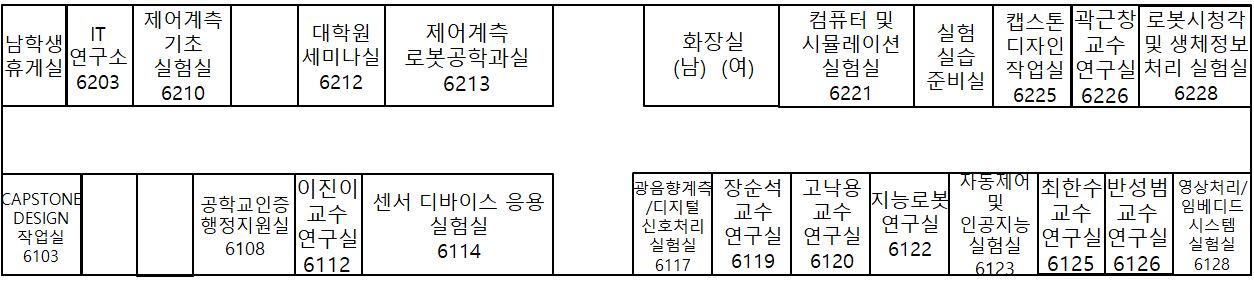 CAPSTONE
DESIGN
작업실
6103
공학교인증
행정지원실
6108
이진이
교수
연구실
6112
센서 디바이스 응용
실험실
6114
광음향계측
/디지털
신호처리
실험실
6117
장순석
교수
연구실
6119
고낙용
교수
연구실
6120
지능로봇
연구실
6122
자동제어
및
인공지능
실험실
6123
최한수
교수
연구실
6125
반성범
교수
연구실
6126
영상처리/
임베디드
시스템
실험실
6128
남학생
휴게실
IT
연구소
6203
제어계측
기초
실험실
6210
대학원
세미나실
6212
제어계측
로봇공학과실
6213
화장실
(남) (여)
컴퓨터 및
시뮬레이션
실험실
6221
실험
실습
준비실
캡스톤
디자인
작업실
6225
곽근창
교수
연구실
6226
로봇시청각
및 생체정보
처리 실험실
6228